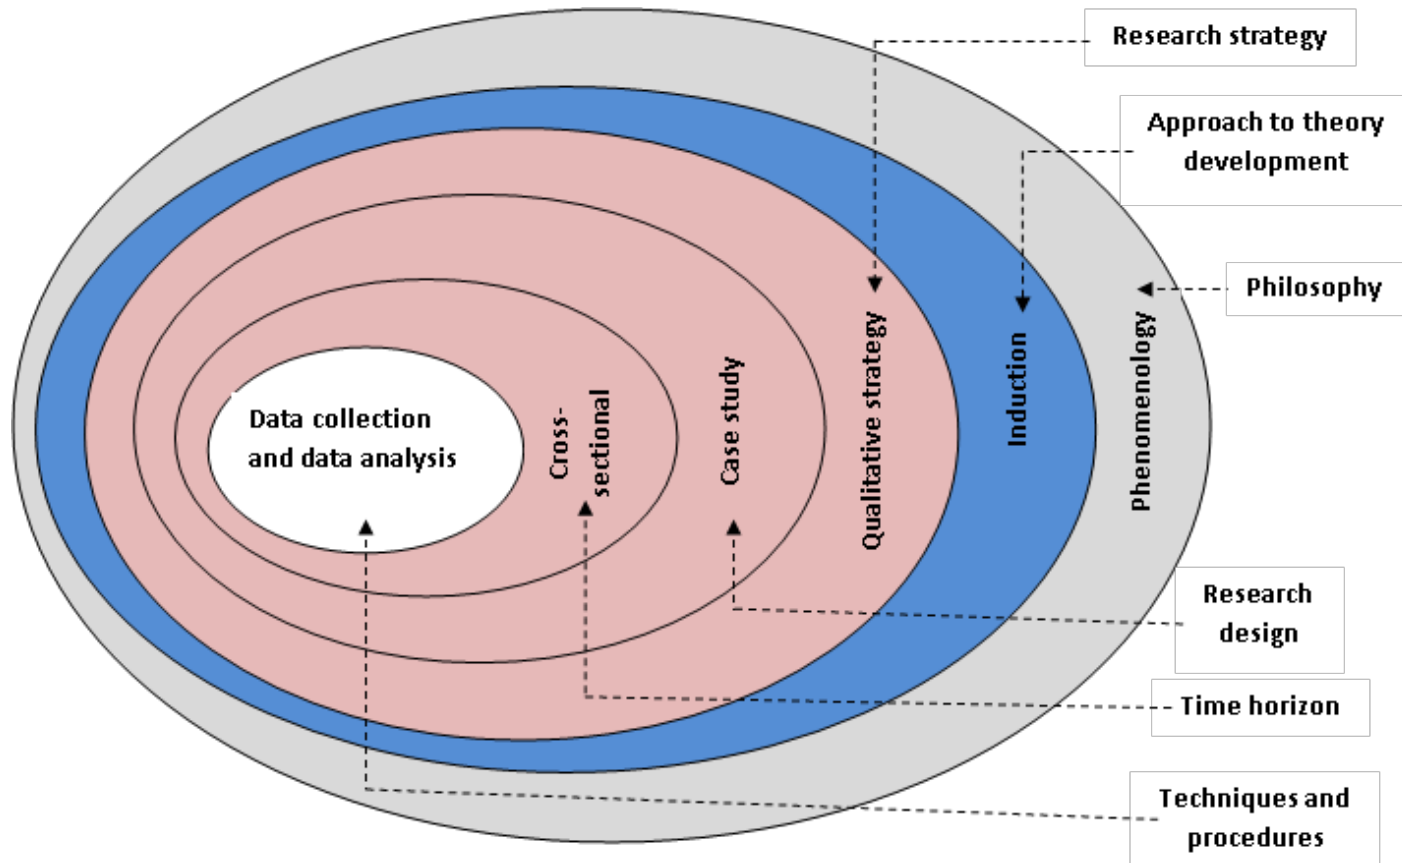 Research strategy
Approach to theory
development
Philosophy
Data collection
and data analysis
Cross-
sectional
Case study
Qualitative strategy
Induction
Phenomenology
Research
design
Time horizon
Techniques and
procedures